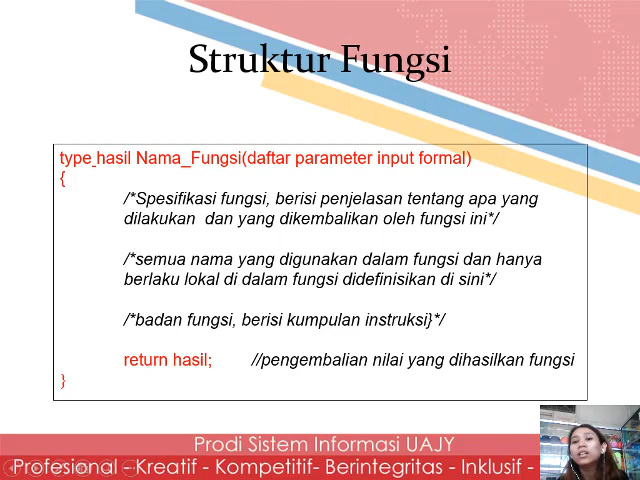 Struktur Fungsi
type_hasil Nama_Fungsi(daftar parameter input formal)
{
/*Spesifikasi fungsi, berisi penjelasan tentang apa yang
dilakukan dan yang dikembalikan oleh fungsi ini*/
/*semua nama yang digunakan dalam fungsi dan hanya
berlaku lokal di dalam fungsi didefinisikan di sini*/
/*badan fungsi, berisi kumpulan instruksi}*/
return hasil; //pengembalian nilai yang dihasilkan fungsi
}
Prodi Sistem Informasi UAJY
Profesional - Kreatif - Kompetitif- Berintegritas - Inklusif -